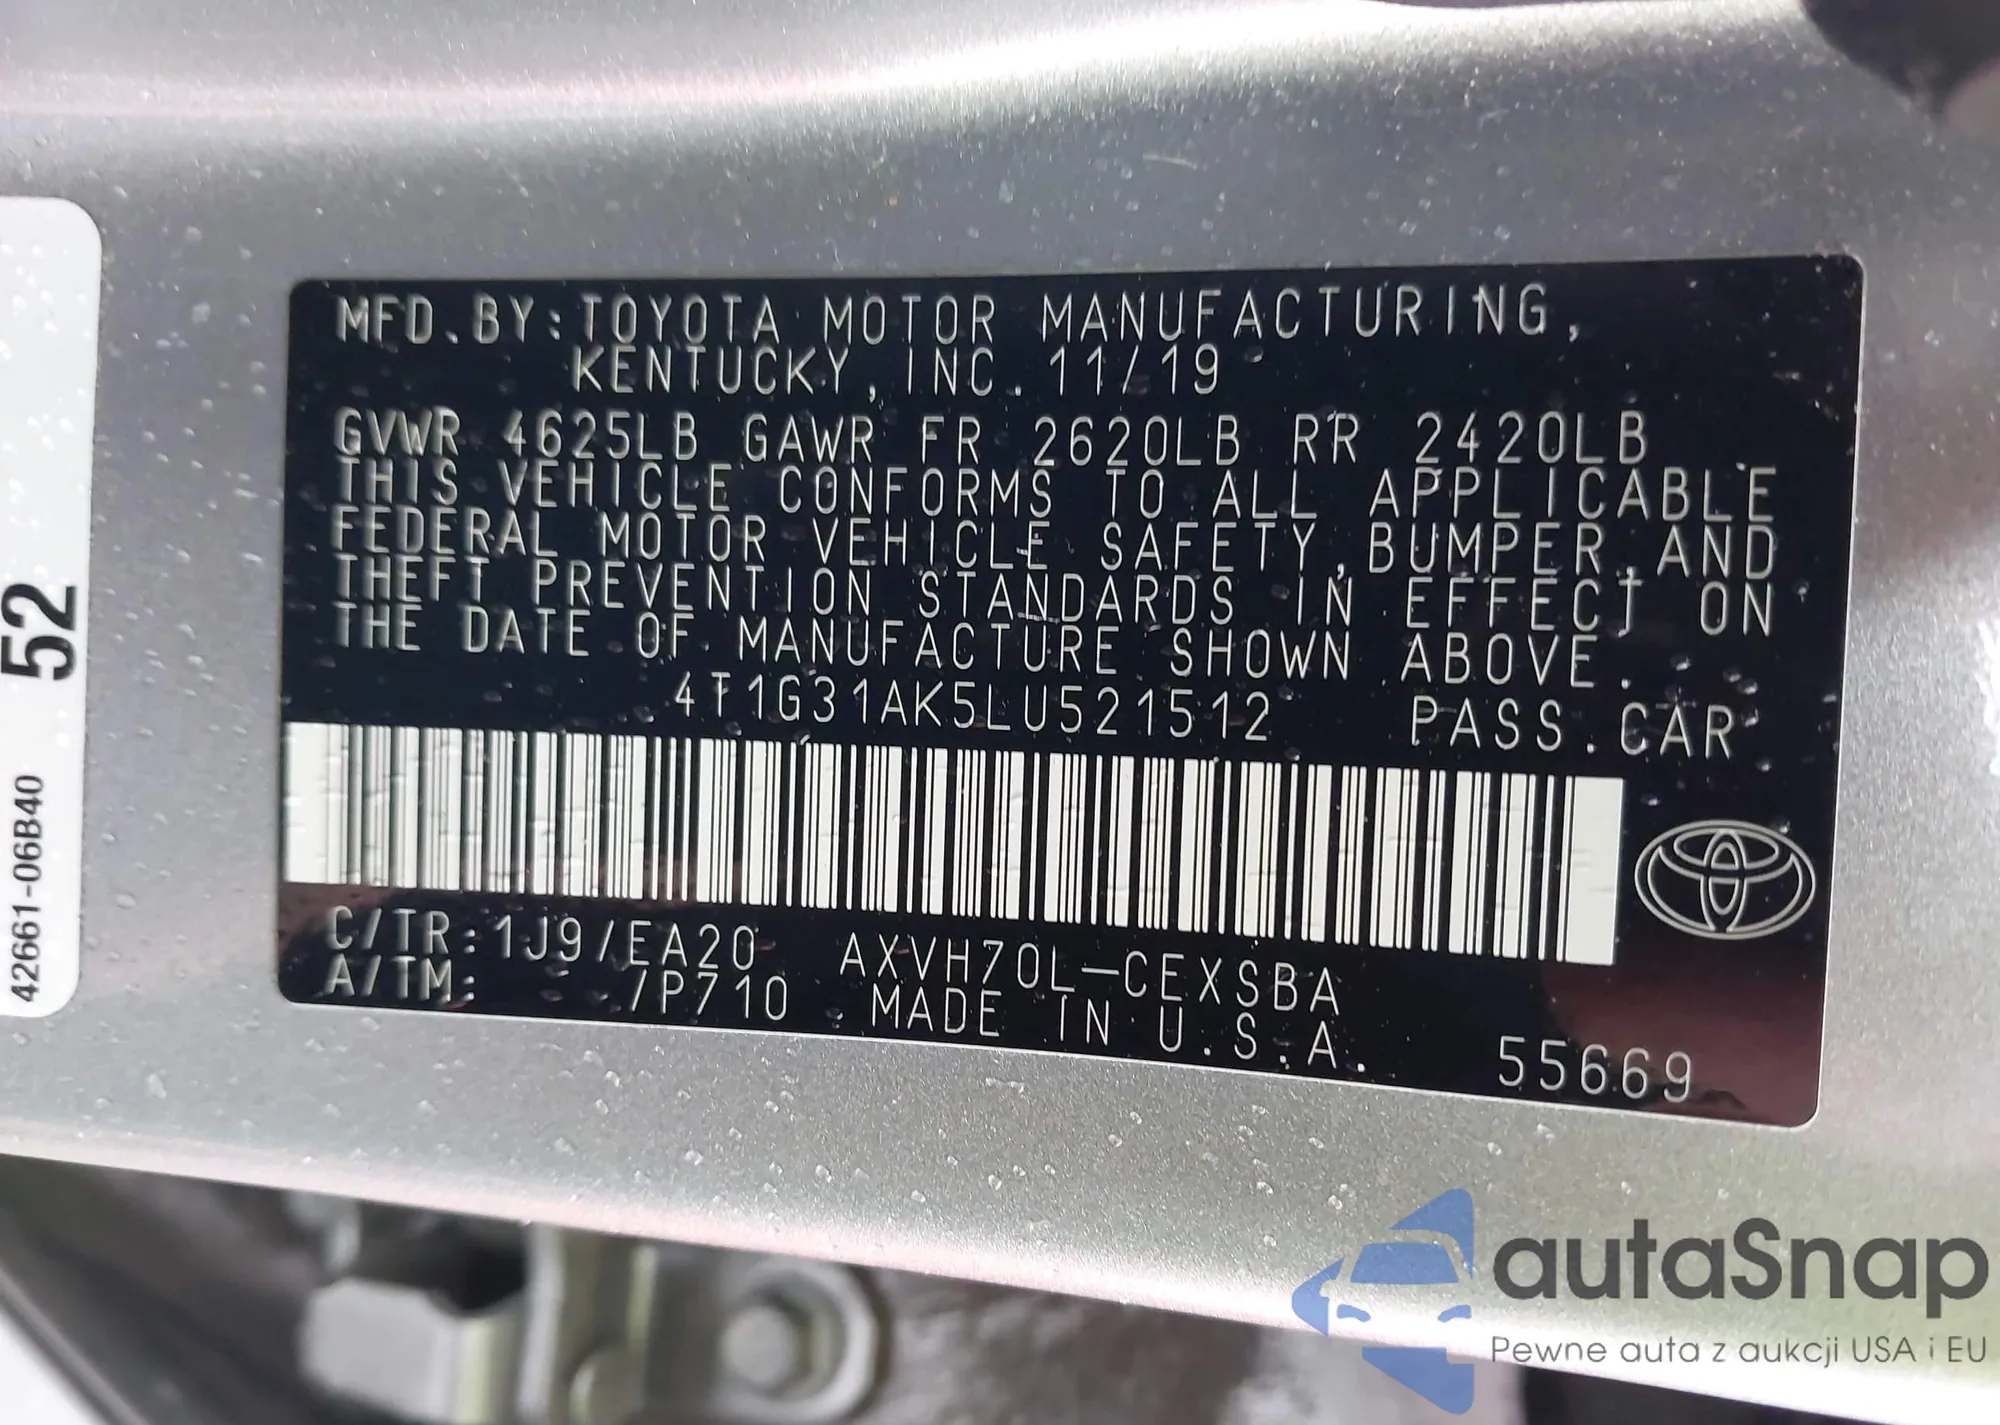 MFD.BY:TOYOTA MOTOR MANUFACTURING,
KENTUCKY,INC. 11/19
GVWR 4625LB GAWR FR 2620LB RR 2420LB
THIS VEHICLE CONFORMS TO ALL APPLICABLE
FEDERAL MOTOR VEHICLE SAFETY,BUMPER,AND
THEFT PREVENTION STANDARDS IN EFFECT ON
THE DATE OF MANUFACTURE SHOWN ABOVE.
4T1G31AK5LU521512 PASS.CAR
C/TR:1J9/EA20 AXVH70L-CEXSBA
A/TM: /P710 MADE IN U.S.A. 55669
52
42661-06B40
autaSnap
Pewne auta z aukcji USA i EU